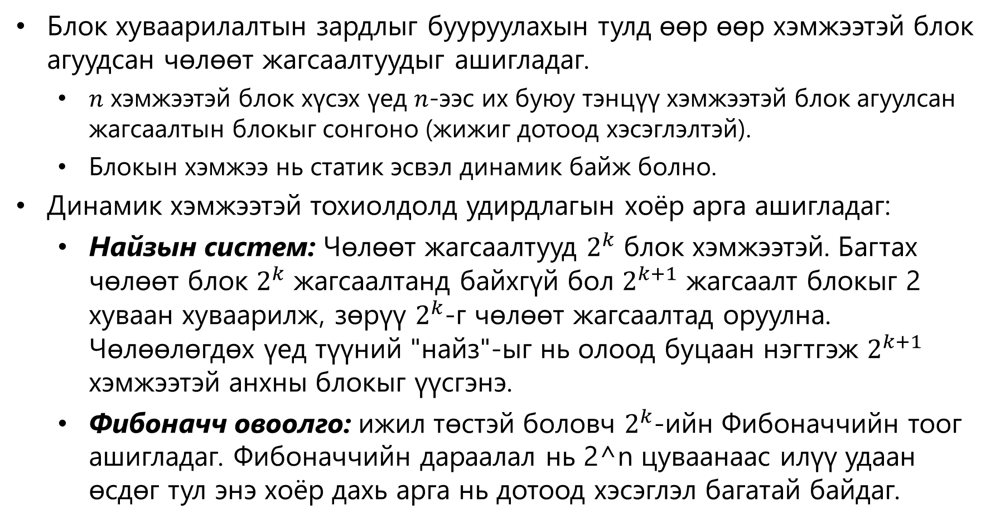 • Блок хуваарилалтын зардлыг бууруулахын тулд өөр өөр хэмжээтэй блок
агуудсан чөлөөт жагсаалтуудыг ашигладаг.
• n хэмжээтэй блок хүсэх үед n-ээс их буюу тэнцүү хэмжээтэй блок агуулсан
жагсаалтын блокыг сонгоно (жижиг дотоод хэсэглэлтэй).
• Блокын хэмжээ нь статик эсвэл динамик байж болно.
• Динамик хэмжээтэй тохиолдолд удирдлагын хоёр арга ашигладаг:
• Найзын систем: Чөлөөт жагсаалтууд 2^k блок хэмжээтэй. Багтах
чөлөөт блок 2^k жагсаалтанд байхгүй бол 2^{k+1} жагсаалт блокыг 2
хуваан хуваарилж, зөрүү 2^k-г чөлөөт жагсаалтад оруулна.
Чөлөөлөгдөх үед түүний "найз"-ыг нь олоод буцаан нэгтгэж 2^{k+1}
хэмжээтэй анхны блокыг үүсгэнэ.
• Фибоначч овоолго: ижил төстэй боловч 2^k-ийн Фибоначчийн тоог
ашигладаг. Фибоначчийн дараалал нь 2^n цуваанаас илүү удаан
өсдөг тул энэ хоёр дахь арга нь дотоод хэсэглэл багатай байдаг.